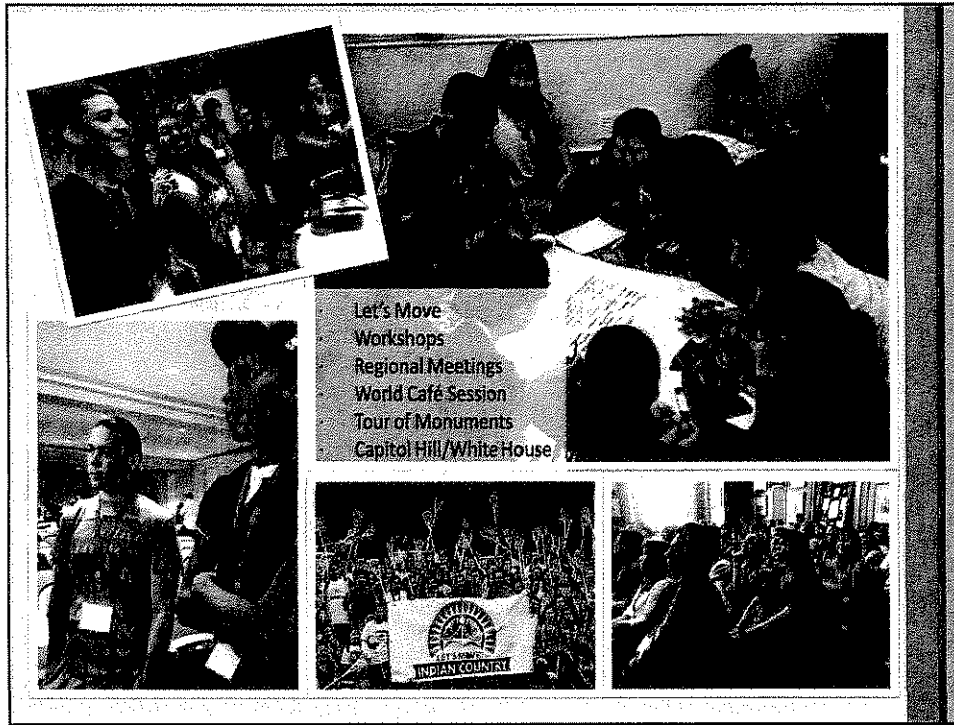 Let's Move
Workshops
Regional Meetings
World Café Session
Tour of Monuments
Capitol Hill/White House
INDIAN COUNTRY